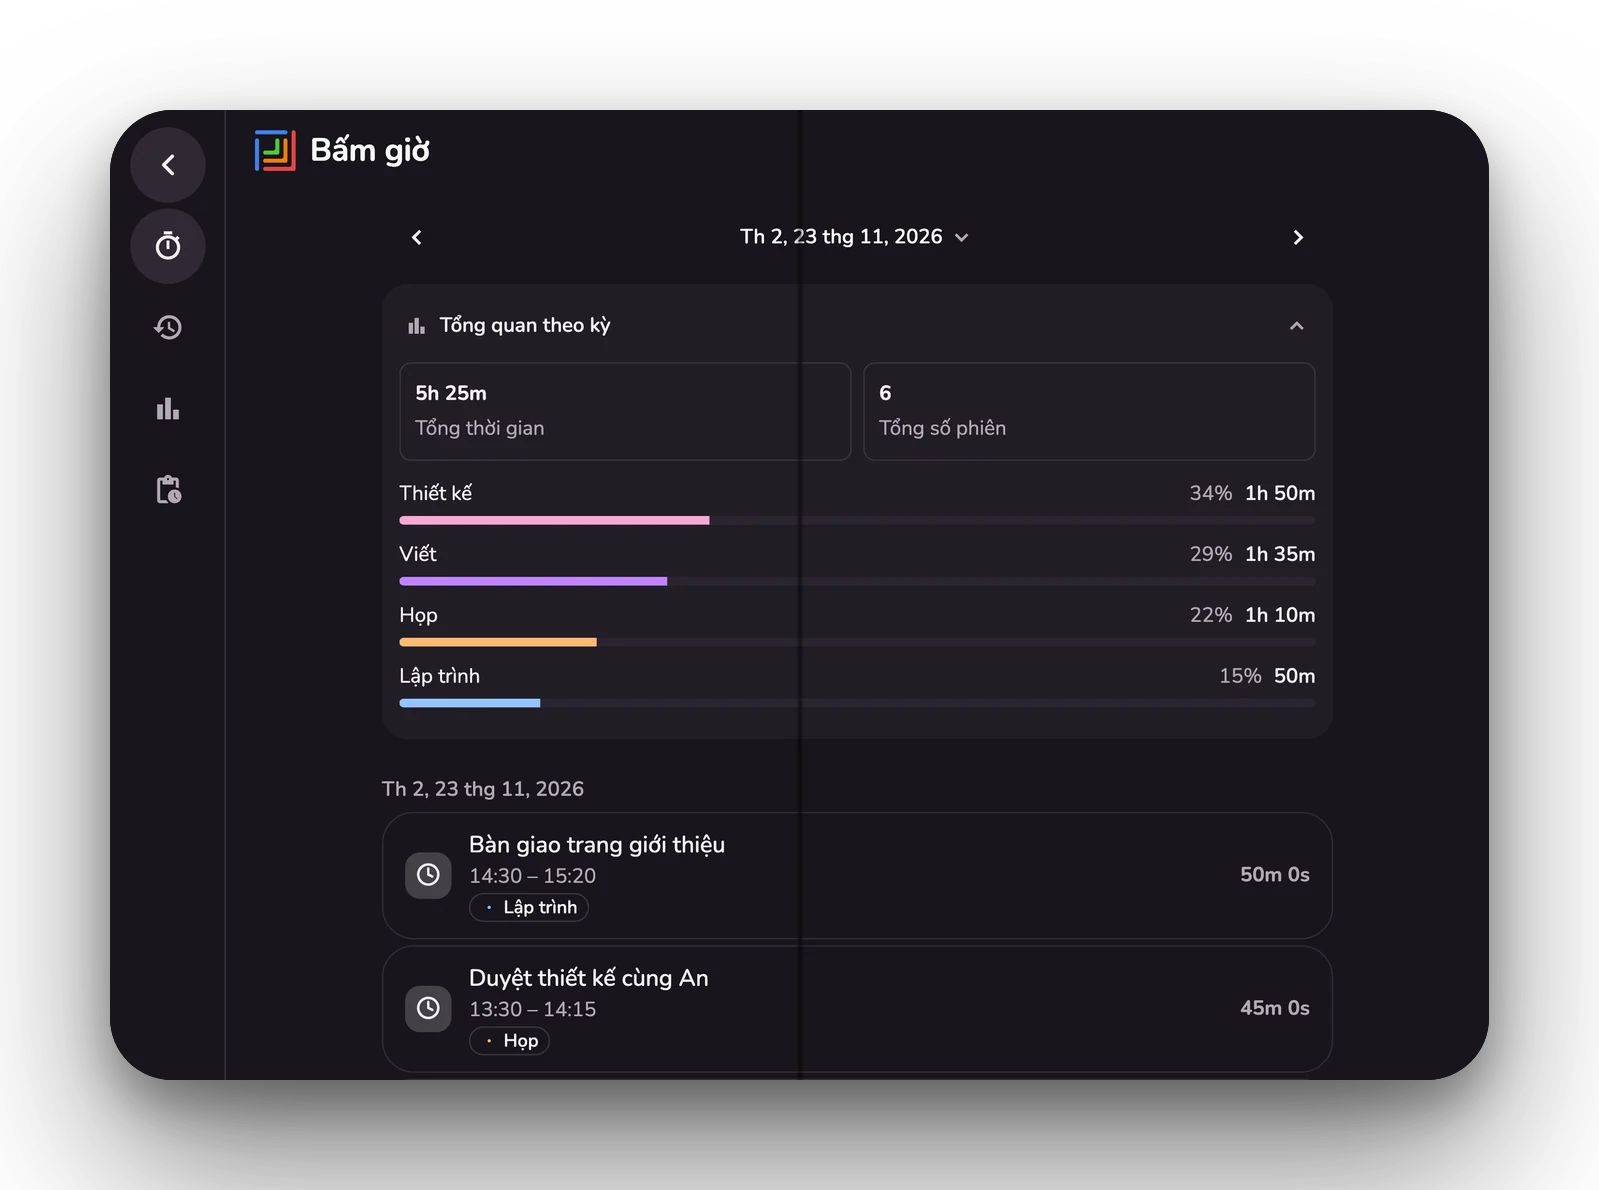 Bấm giờ
Th 2, 23 thg 11, 2026
Tổng quan theo kỳ
5h 25m
Tổng thời gian
6
Tổng số phiên
Thiết kế 34% 1h 50m
Viết 29% 1h 35m
Họp 22% 1h 10m
Lập trình 15% 50m
Th 2, 23 thg 11, 2026
Bàn giao trang giới thiệu
14:30 – 15:20
50m 0s
Lập trình
Duyệt thiết kế cùng An
13:30 – 14:15
45m 0s
Họp